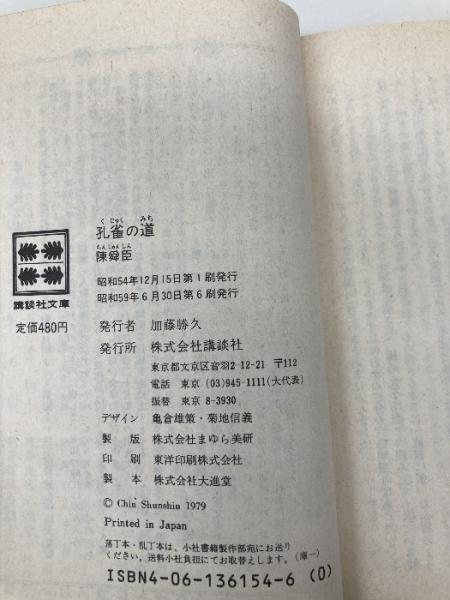 くじゃく みち
孔雀の道
ちんしゅんしん
陳舜臣
昭和54年12月15日第1刷発行
昭和59年6月30日第6刷発行
講談社文庫
定価480円
発行者 加藤勝久
発行所 株式会社講談社
東京都文京区音羽2-12-21 〒112
電話 東京 (03)945-1111(大代表)
振替 東京 8-3930
デザイン 亀倉雄策・菊地信義
製版 株式会社まゆら美研
印刷 東洋印刷株式会社
製本 株式会社大進堂
© Chin Shunshin 1979
Printed in Japan
落丁本・乱丁本は、小社書籍製作部宛にお送り
ください。送料小社負担にてお取替えします。 (庫一)
ISBN4-06-136154-6 (0)